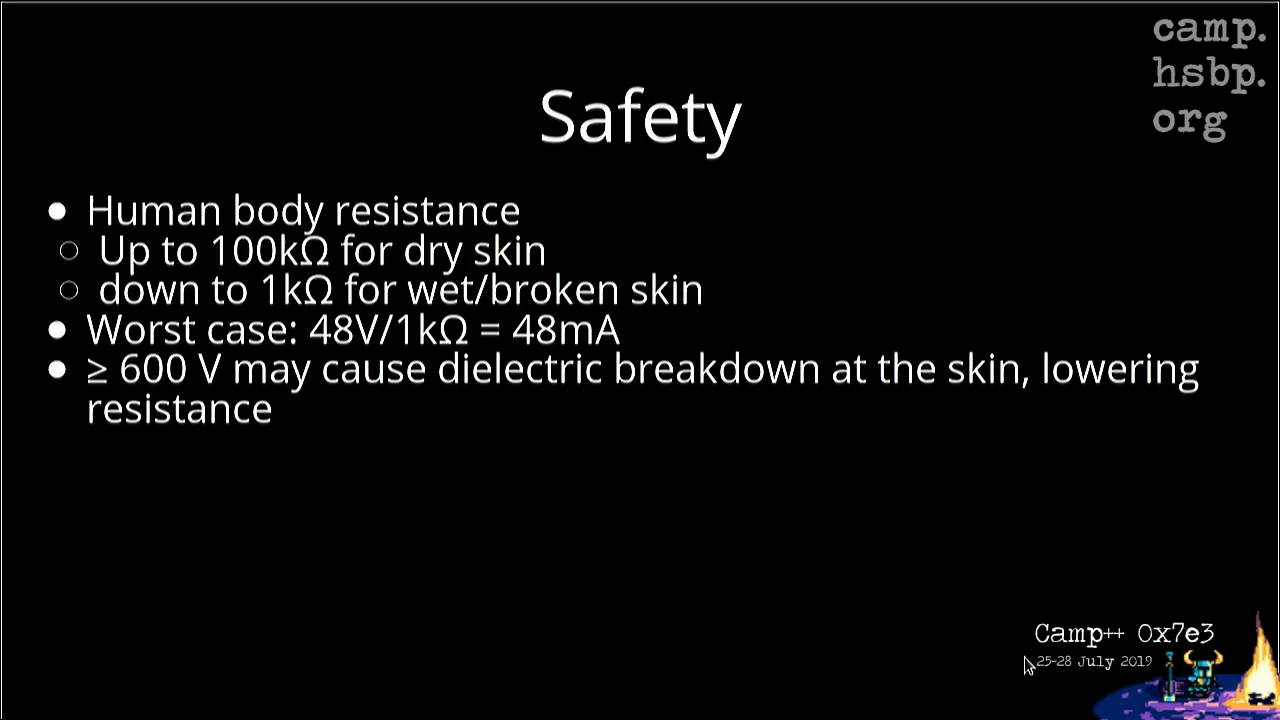 camp.
hsbp.
org
Safety
● Human body resistance
○ Up to 100kΩ for dry skin
○ down to 1kΩ for wet/broken skin
● Worst case: 48V/1kΩ = 48mA
● ≥ 600 V may cause dielectric breakdown at the skin, lowering
resistance
Camp++ 0x7e3
25-28 July 2019